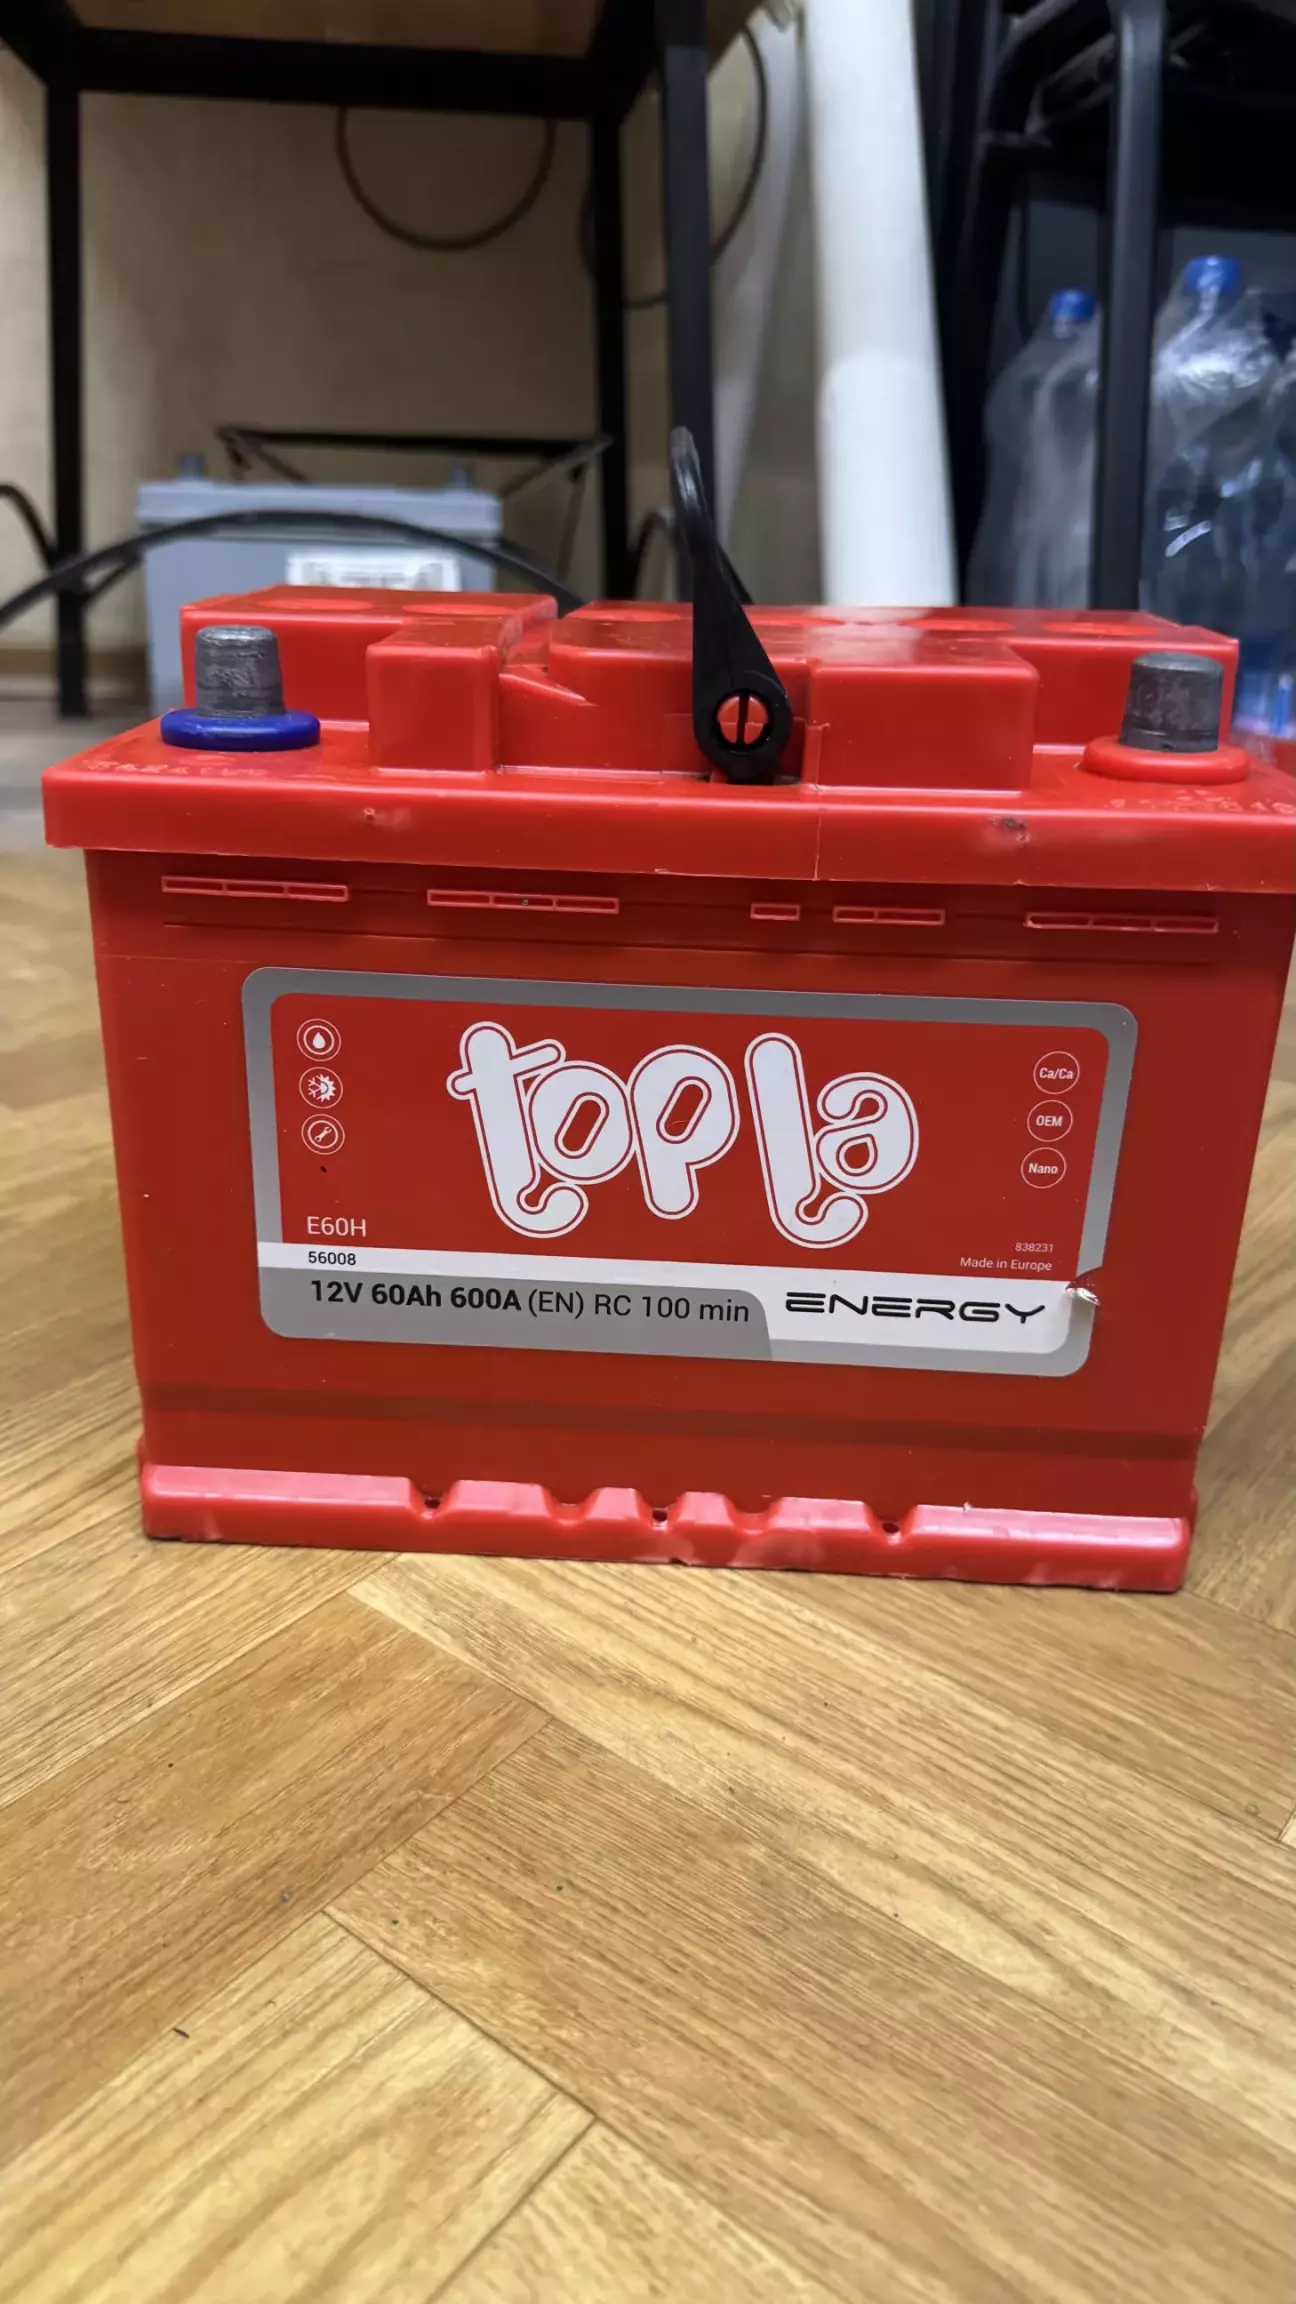 topla
Ca/Ca
OEM
Nano
E60H
56008
838231
Made in Europe
12V 60Ah 600A (EN) RC 100 min
ENERGY